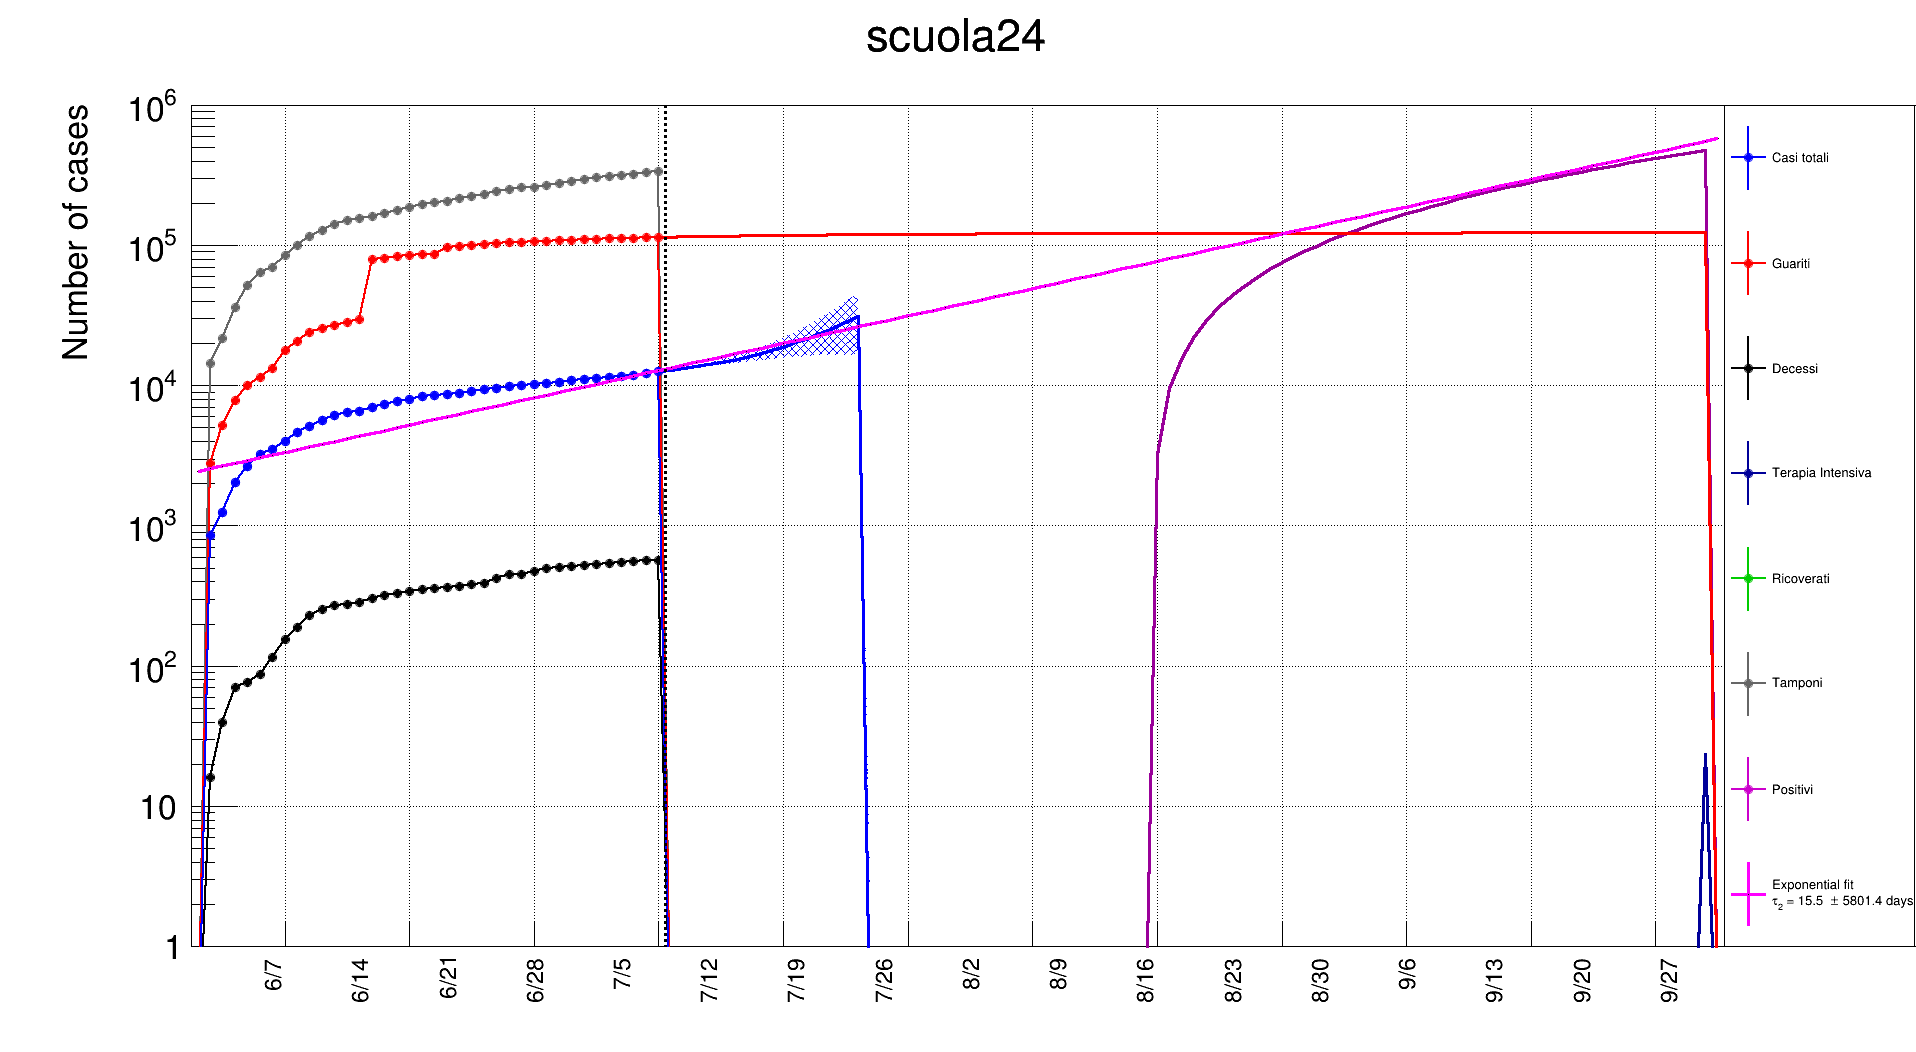 scuola24
Number of cases
10^6
10^5
10^4
10^3
10^2
10
1
6/7
6/14
6/21
6/28
7/5
7/12
7/19
7/26
8/2
8/9
8/16
8/23
8/30
9/6
9/13
9/20
9/27
Casi totali
Guariti
Decessi
Terapia Intensiva
Ricoverati
Tamponi
Positivi
Exponential fit
τ_2 = 15.5 ± 5801.4 days